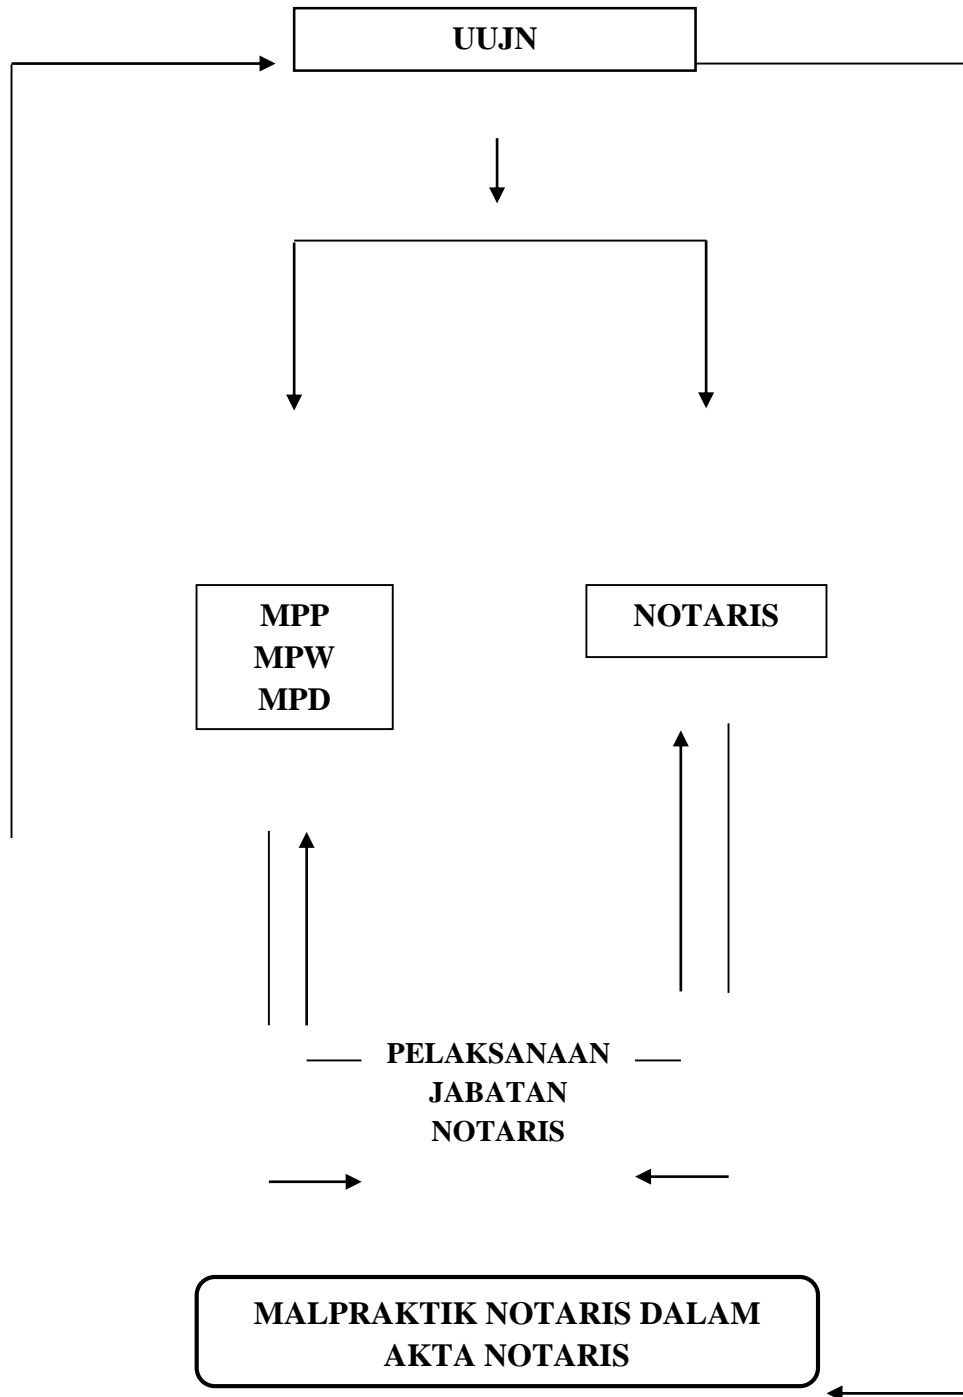 UUJN
MPP
MPW
MPD
NOTARIS
PELAKSANAAN
JABATAN
NOTARIS
MALPRAKTIK NOTARIS DALAM
AKTA NOTARIS